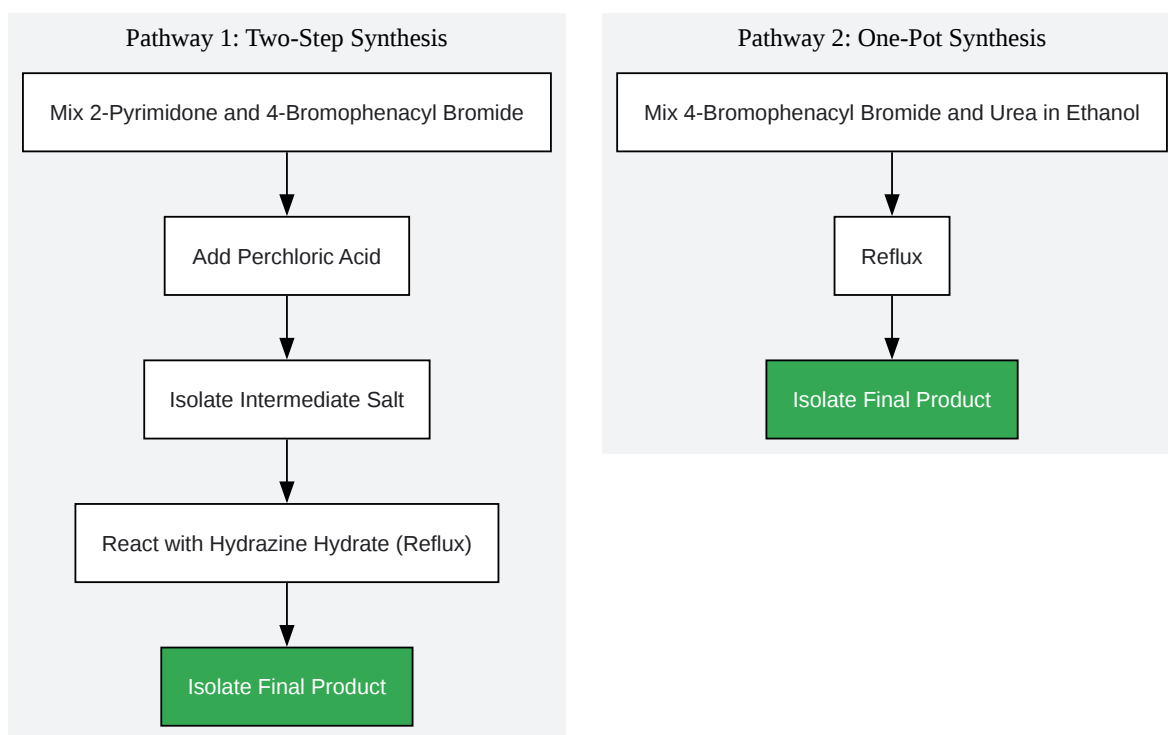 Pathway 1: Two-Step Synthesis
Mix 2-Pyrimidone and 4-Bromophenacyl Bromide
Add Perchloric Acid
Isolate Intermediate Salt
React with Hydrazine Hydrate (Reflux)
Isolate Final Product
Pathway 2: One-Pot Synthesis
Mix 4-Bromophenacyl Bromide and Urea in Ethanol
Reflux
Isolate Final Product